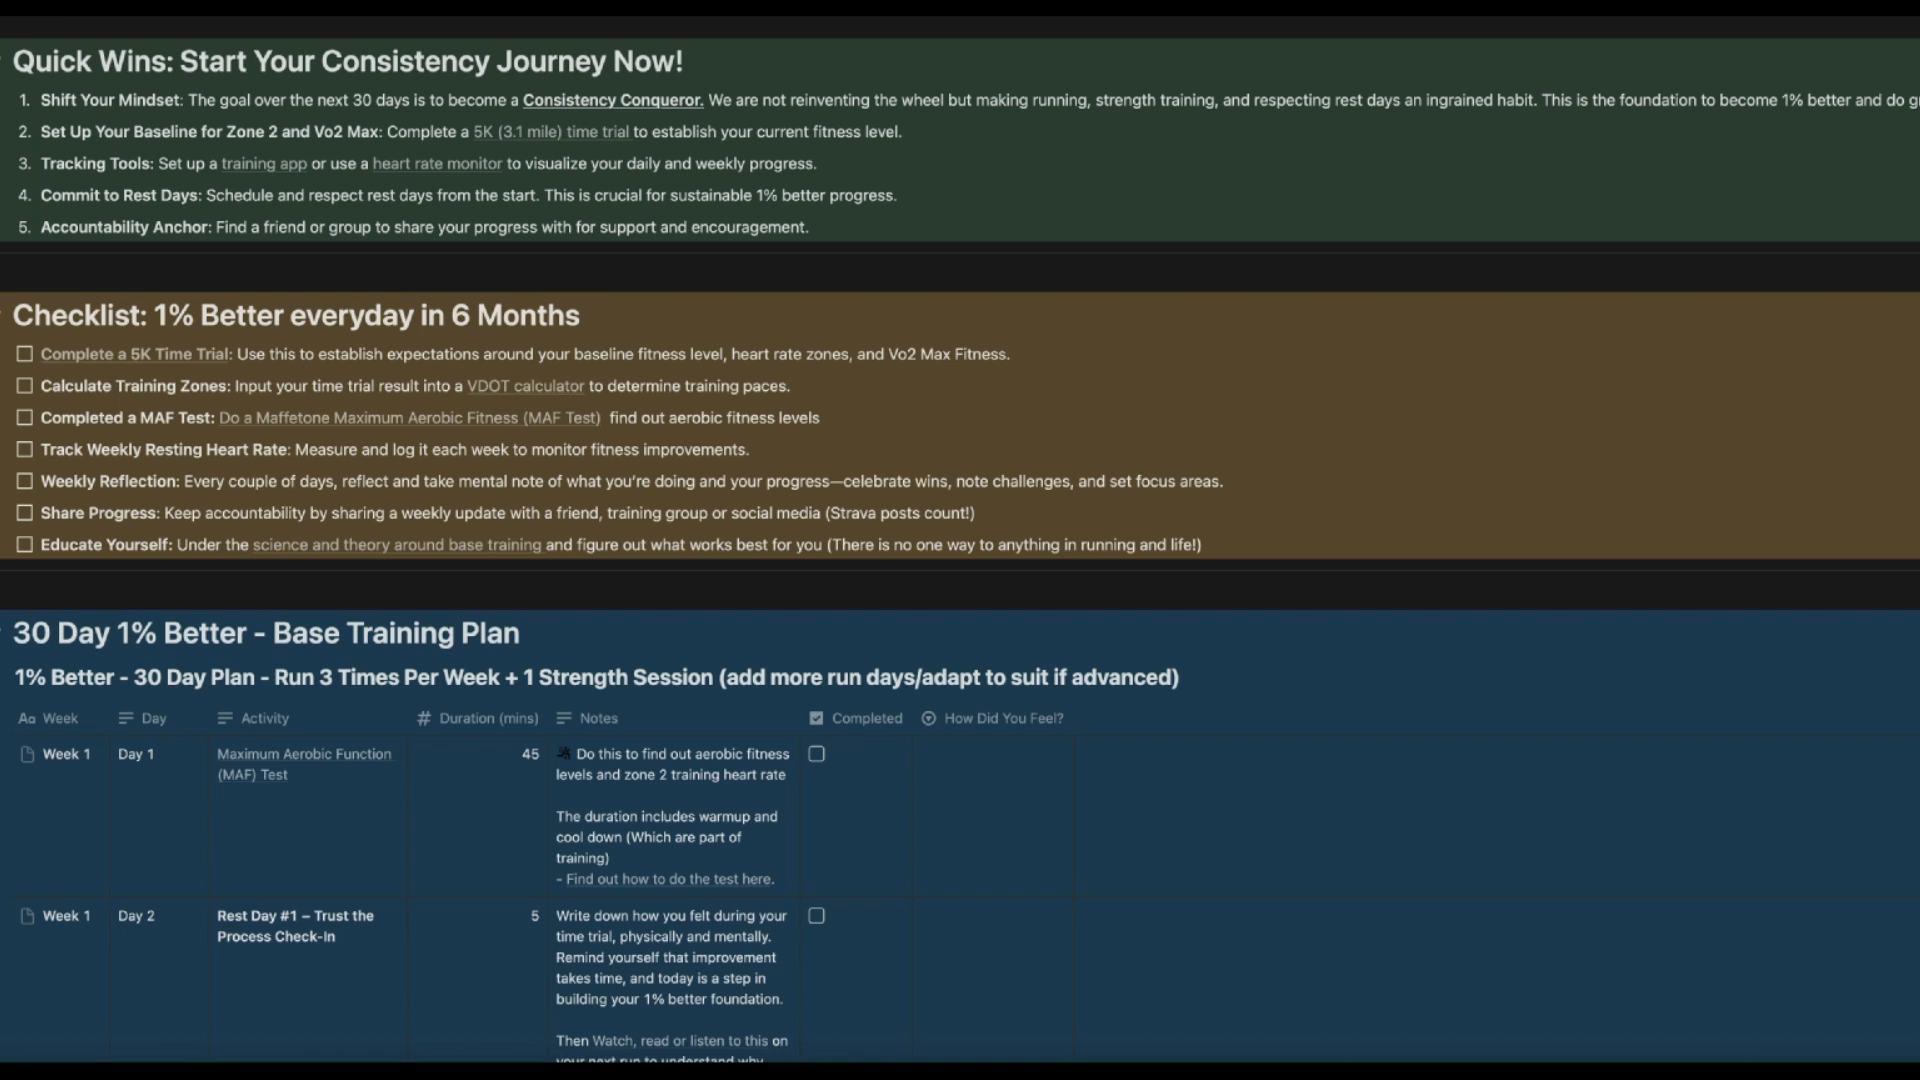 Quick Wins: Start Your Consistency Journey Now!
1. Shift Your Mindset: The goal over the next 30 days is to become a Consistency Conqueror. We are not reinventing the wheel but making running, strength training, and respecting rest days an ingrained habit. This is the foundation to become 1% better and do
2. Set Up Your Baseline for Zone 2 and Vo2 Max: Complete a 5K (3.1 mile) time trial to establish your current fitness level.
3. Tracking Tools: Set up a training app or use a heart rate monitor to visualize your daily and weekly progress.
4. Commit to Rest Days: Schedule and respect rest days from the start. This is crucial for sustainable 1% better progress.
5. Accountability Anchor: Find a friend or group to share your progress with for support and encouragement.
Checklist: 1% Better everyday in 6 Months
Complete a 5K Time Trial: Use this to establish expectations around your baseline fitness level, heart rate zones, and Vo2 Max Fitness.
Calculate Training Zones: Input your time trial result into a VDOT calculator to determine training paces.
Completed a MAF Test: Do a Maffetone Maximum Aerobic Fitness (MAF Test) find out aerobic fitness levels
Track Weekly Resting Heart Rate: Measure and log it each week to monitor fitness improvements.
Weekly Reflection: Every couple of days, reflect and take mental note of what you're doing and your progress—celebrate wins, note challenges, and set focus areas.
Share Progress: Keep accountability by sharing a weekly update with a friend, training group or social media (Strava posts count!)
Educate Yourself: Under the science and theory around base training and figure out what works best for you (There is no one way to anything in running and life!)
30 Day 1% Better - Base Training Plan
1% Better - 30 Day Plan - Run 3 Times Per Week + 1 Strength Session (add more run days/adapt to suit if advanced)
Aa Week Day Activity # Duration (mins) Notes Completed How Did You Feel?
Week 1 Day 1 Maximum Aerobic Function 45 Do this to find out aerobic fitness
(MAF) Test levels and zone 2 training heart rate
The duration includes warmup and
cool down (Which are part of
training)
- Find out how to do the test here.
Week 1 Day 2 Rest Day #1 – Trust the 5 Write down how you felt during your
Process Check-In time trial, physically and mentally.
Remind yourself that improvement
takes time, and today is a step in
building your 1% better foundation.
Then Watch, read or listen to this on
your next run to understand why